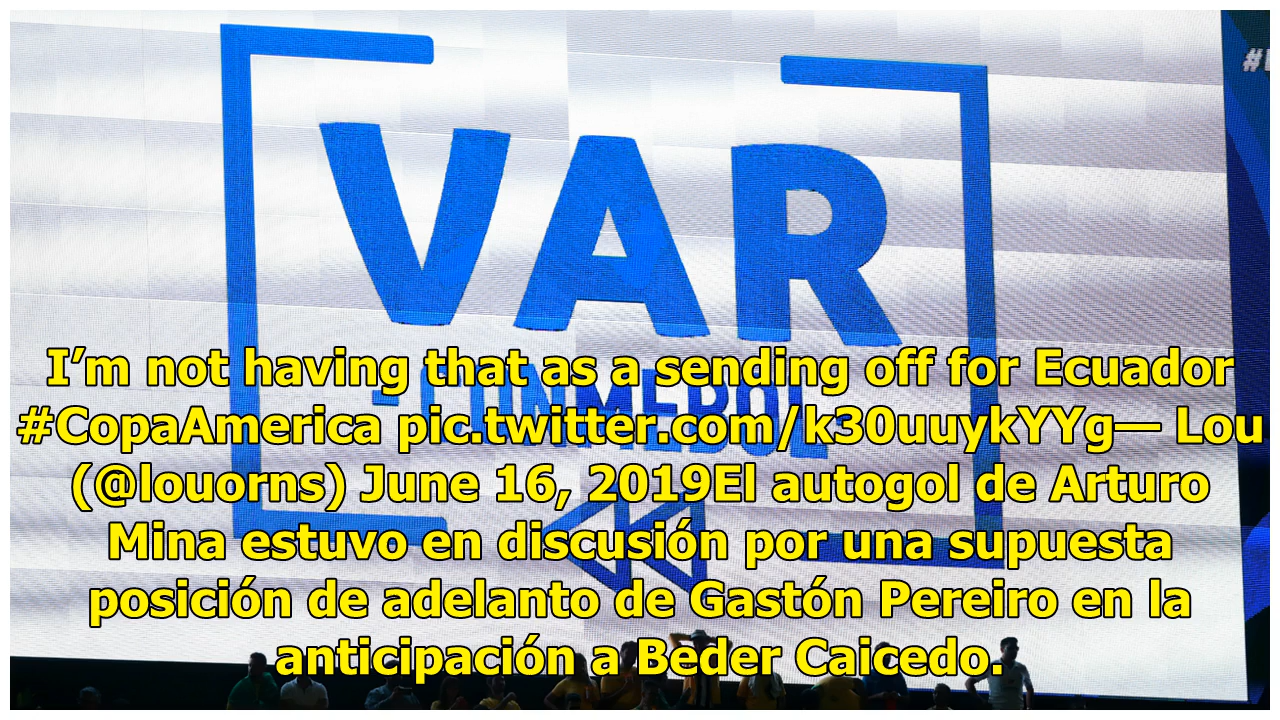 #
VAR
CONMEBOL
I’m not having that as a sending off for Ecuador
#CopaAmerica pic.twitter.com/k30uuykYYg— Lou
(@louorns) June 16, 2019El autogol de Arturo
Mina estuvo en discusión por una supuesta
posición de adelanto de Gastón Pereiro en la
anticipación a Beder Caicedo.